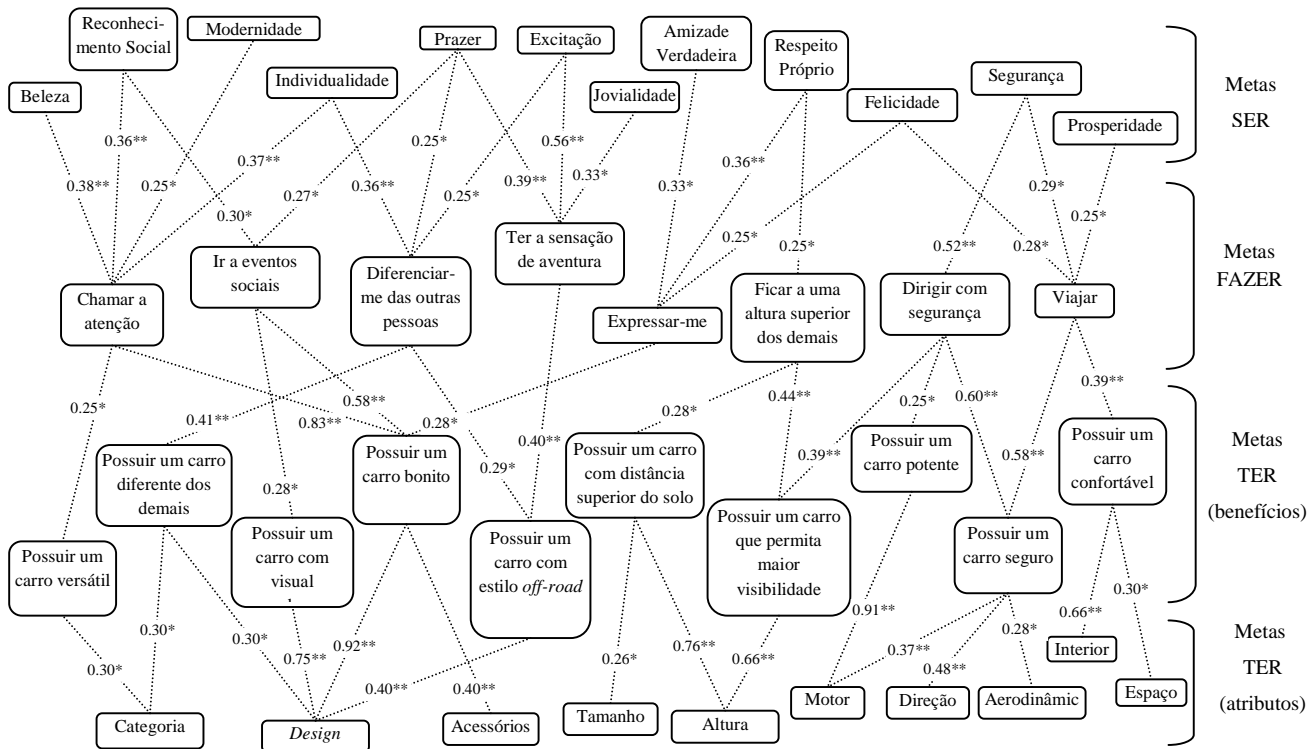 Reconheci-
mento Social
Modernidade
Prazer
Excitação
Amizade
Verdadeira
Respeito
Próprio
Segurança
Metas
SER
Beleza
Individualidade
Jovialidade
Felicidade
Prosperidade
0.36**
0.37**
0.25*
0.56**
0.36**
0.38**
0.25*
0.36**
0.39**
0.33*
0.33*
0.29*
0.27*
0.25*
0.30*
0.25*
0.25*
0.52**
0.28*
0.25*
Ir a eventos
sociais
Ter a sensação
de aventura
Metas
FAZER
Chamar a
atenção
Diferenciar-
me das outras
pessoas
Expressar-me
Ficar a uma
altura superior
dos demais
Dirigir com
segurança
Viajar
0.25*
0.41**
0.83**
0.58**
0.28*
0.40**
0.28*
0.44**
0.25*
0.60**
0.39**
0.28*
0.29*
0.39**
0.58**
Possuir um carro
diferente dos
demais
Possuir um
carro bonito
Possuir um carro
com distância
superior do solo
Possuir um
carro potente
Possuir um
carro
confortável
Metas
TER
(benefícios)
Possuir um
carro versátil
Possuir um
carro com
visual
Possuir um
carro com
estilo off-road
Possuir um carro
que permita
maior
visibilidade
Possuir um
carro seguro
0.30*
0.30*
0.30*
0.75**
0.92**
0.40**
0.40**
0.26*
0.76**
0.66**
0.91**
0.37**
0.48**
0.28*
0.66**
0.30*
Metas
TER
(atributos)
Categoria
Design
Acessórios
Tamanho
Altura
Motor
Direção
Aerodinâmic
Interior
Espaço